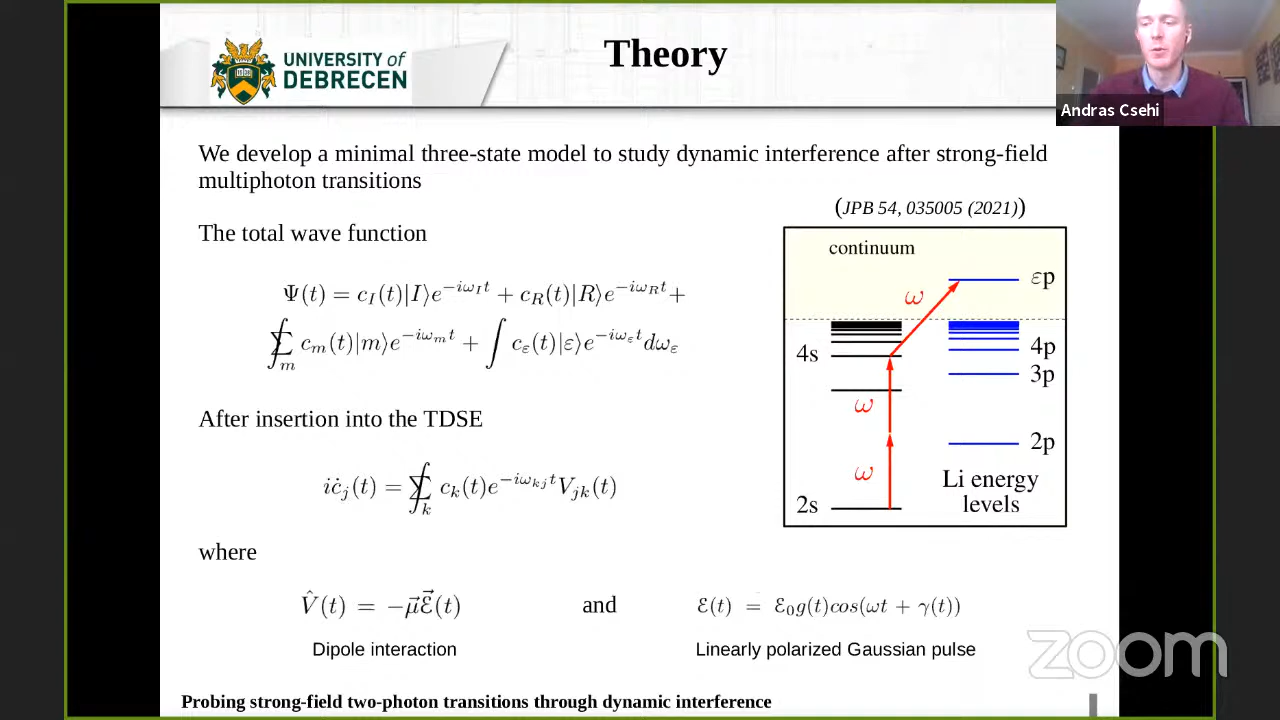 UNIVERSITY of
DEBRECEN
Theory
Andras Csehi
We develop a minimal three-state model to study dynamic interference after strong-field
multiphoton transitions
(JPB 54, 035005 (2021))
The total wave function
Ψ(t) = c_I(t)|I⟩e^{−iω_I t} + c_R(t)|R⟩e^{−iω_R t} +
⨋_m c_m(t)|m⟩e^{−iω_m t} + ∫ c_ε(t)|ε⟩e^{−iω_ε t} dω_ε
After insertion into the TDSE
iċ_j(t) = ⨋_k c_k(t)e^{−iω_{kj} t} V_{jk}(t)
where
V̂(t) = −μ⃗ℰ⃗(t)
and
ℰ(t) = ℰ₀g(t)cos(ωt + γ(t))
Dipole interaction
Linearly polarized Gaussian pulse
continuum
εp
ω
4s
4p
3p
ω
2p
ω
Li energy
levels
2s
zoom
Probing strong-field two-photon transitions through dynamic interference